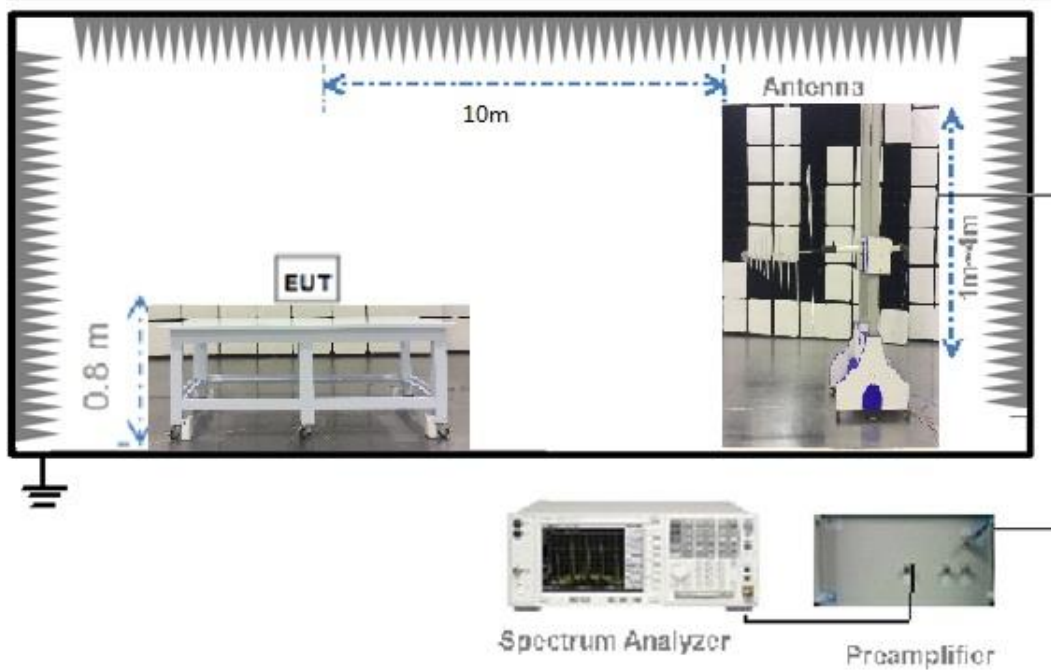 Antenna
10m
1m~4m
EUT
0.8 m
Spectrum Analyzer
Preamplifier